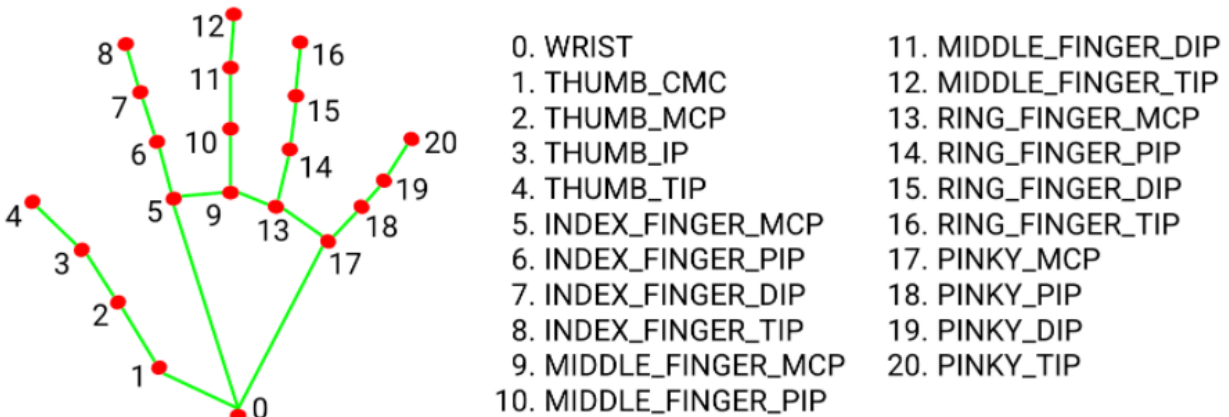 12
8
16
11
7
15
10
6
14
20
19
4
5
9
13
18
3
17
2
1
0
0. WRIST
1. THUMB_CMC
2. THUMB_MCP
3. THUMB_IP
4. THUMB_TIP
5. INDEX_FINGER_MCP
6. INDEX_FINGER_PIP
7. INDEX_FINGER_DIP
8. INDEX_FINGER_TIP
9. MIDDLE_FINGER_MCP
10. MIDDLE_FINGER_PIP
11. MIDDLE_FINGER_DIP
12. MIDDLE_FINGER_TIP
13. RING_FINGER_MCP
14. RING_FINGER_PIP
15. RING_FINGER_DIP
16. RING_FINGER_TIP
17. PINKY_MCP
18. PINKY_PIP
19. PINKY_DIP
20. PINKY_TIP